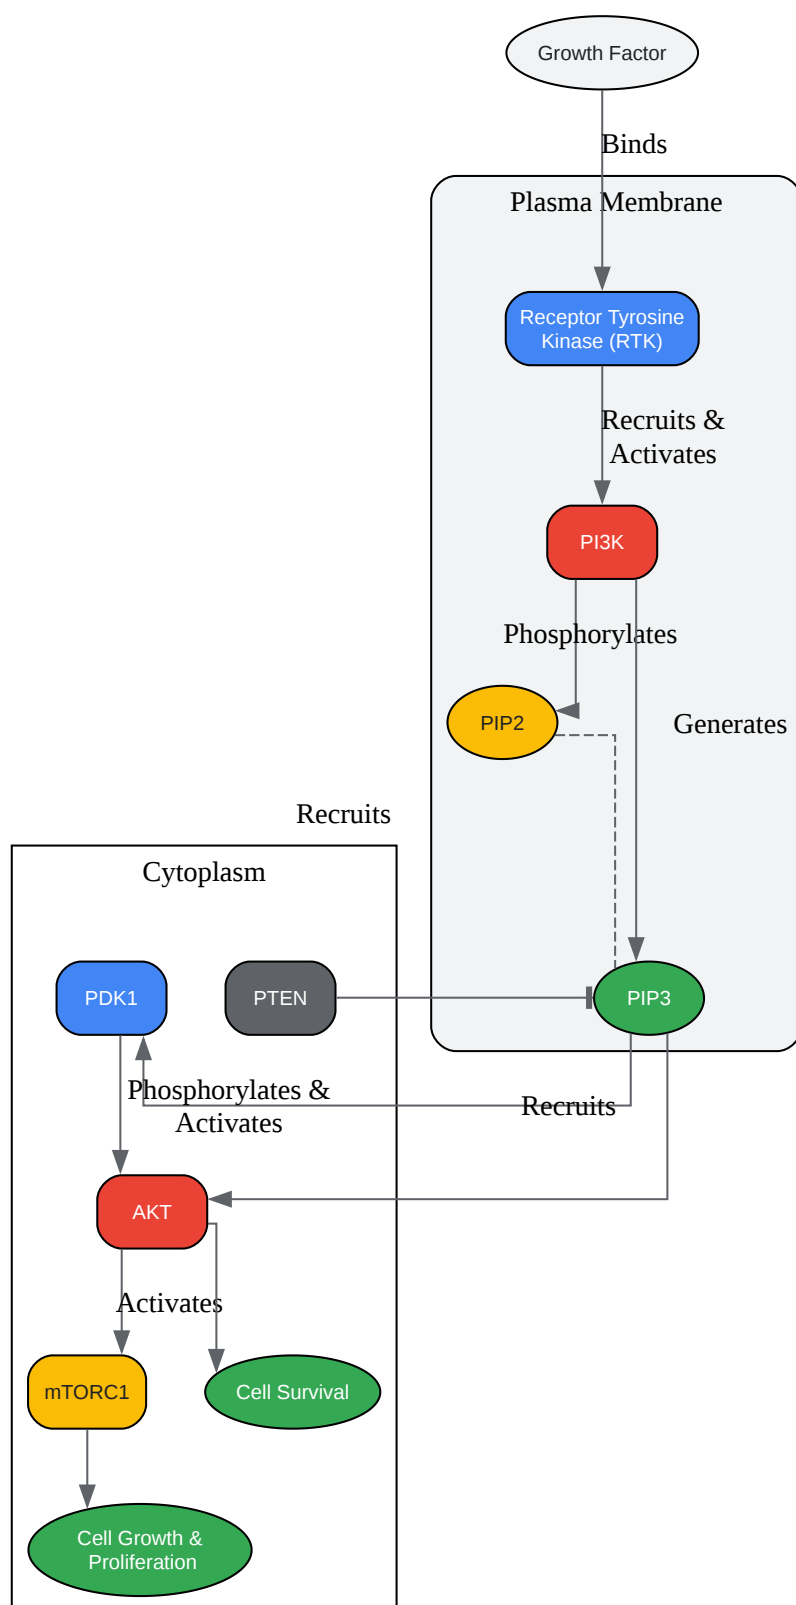 Growth Factor
Binds
Plasma Membrane
Receptor Tyrosine
Kinase (RTK)
Recruits &
Activates
PI3K
Phosphorylates
PIP2
Generates
Recruits
Cytoplasm
PDK1
PTEN
PIP3
Phosphorylates &
Activates
Recruits
AKT
Activates
mTORC1
Cell Survival
Cell Growth &
Proliferation